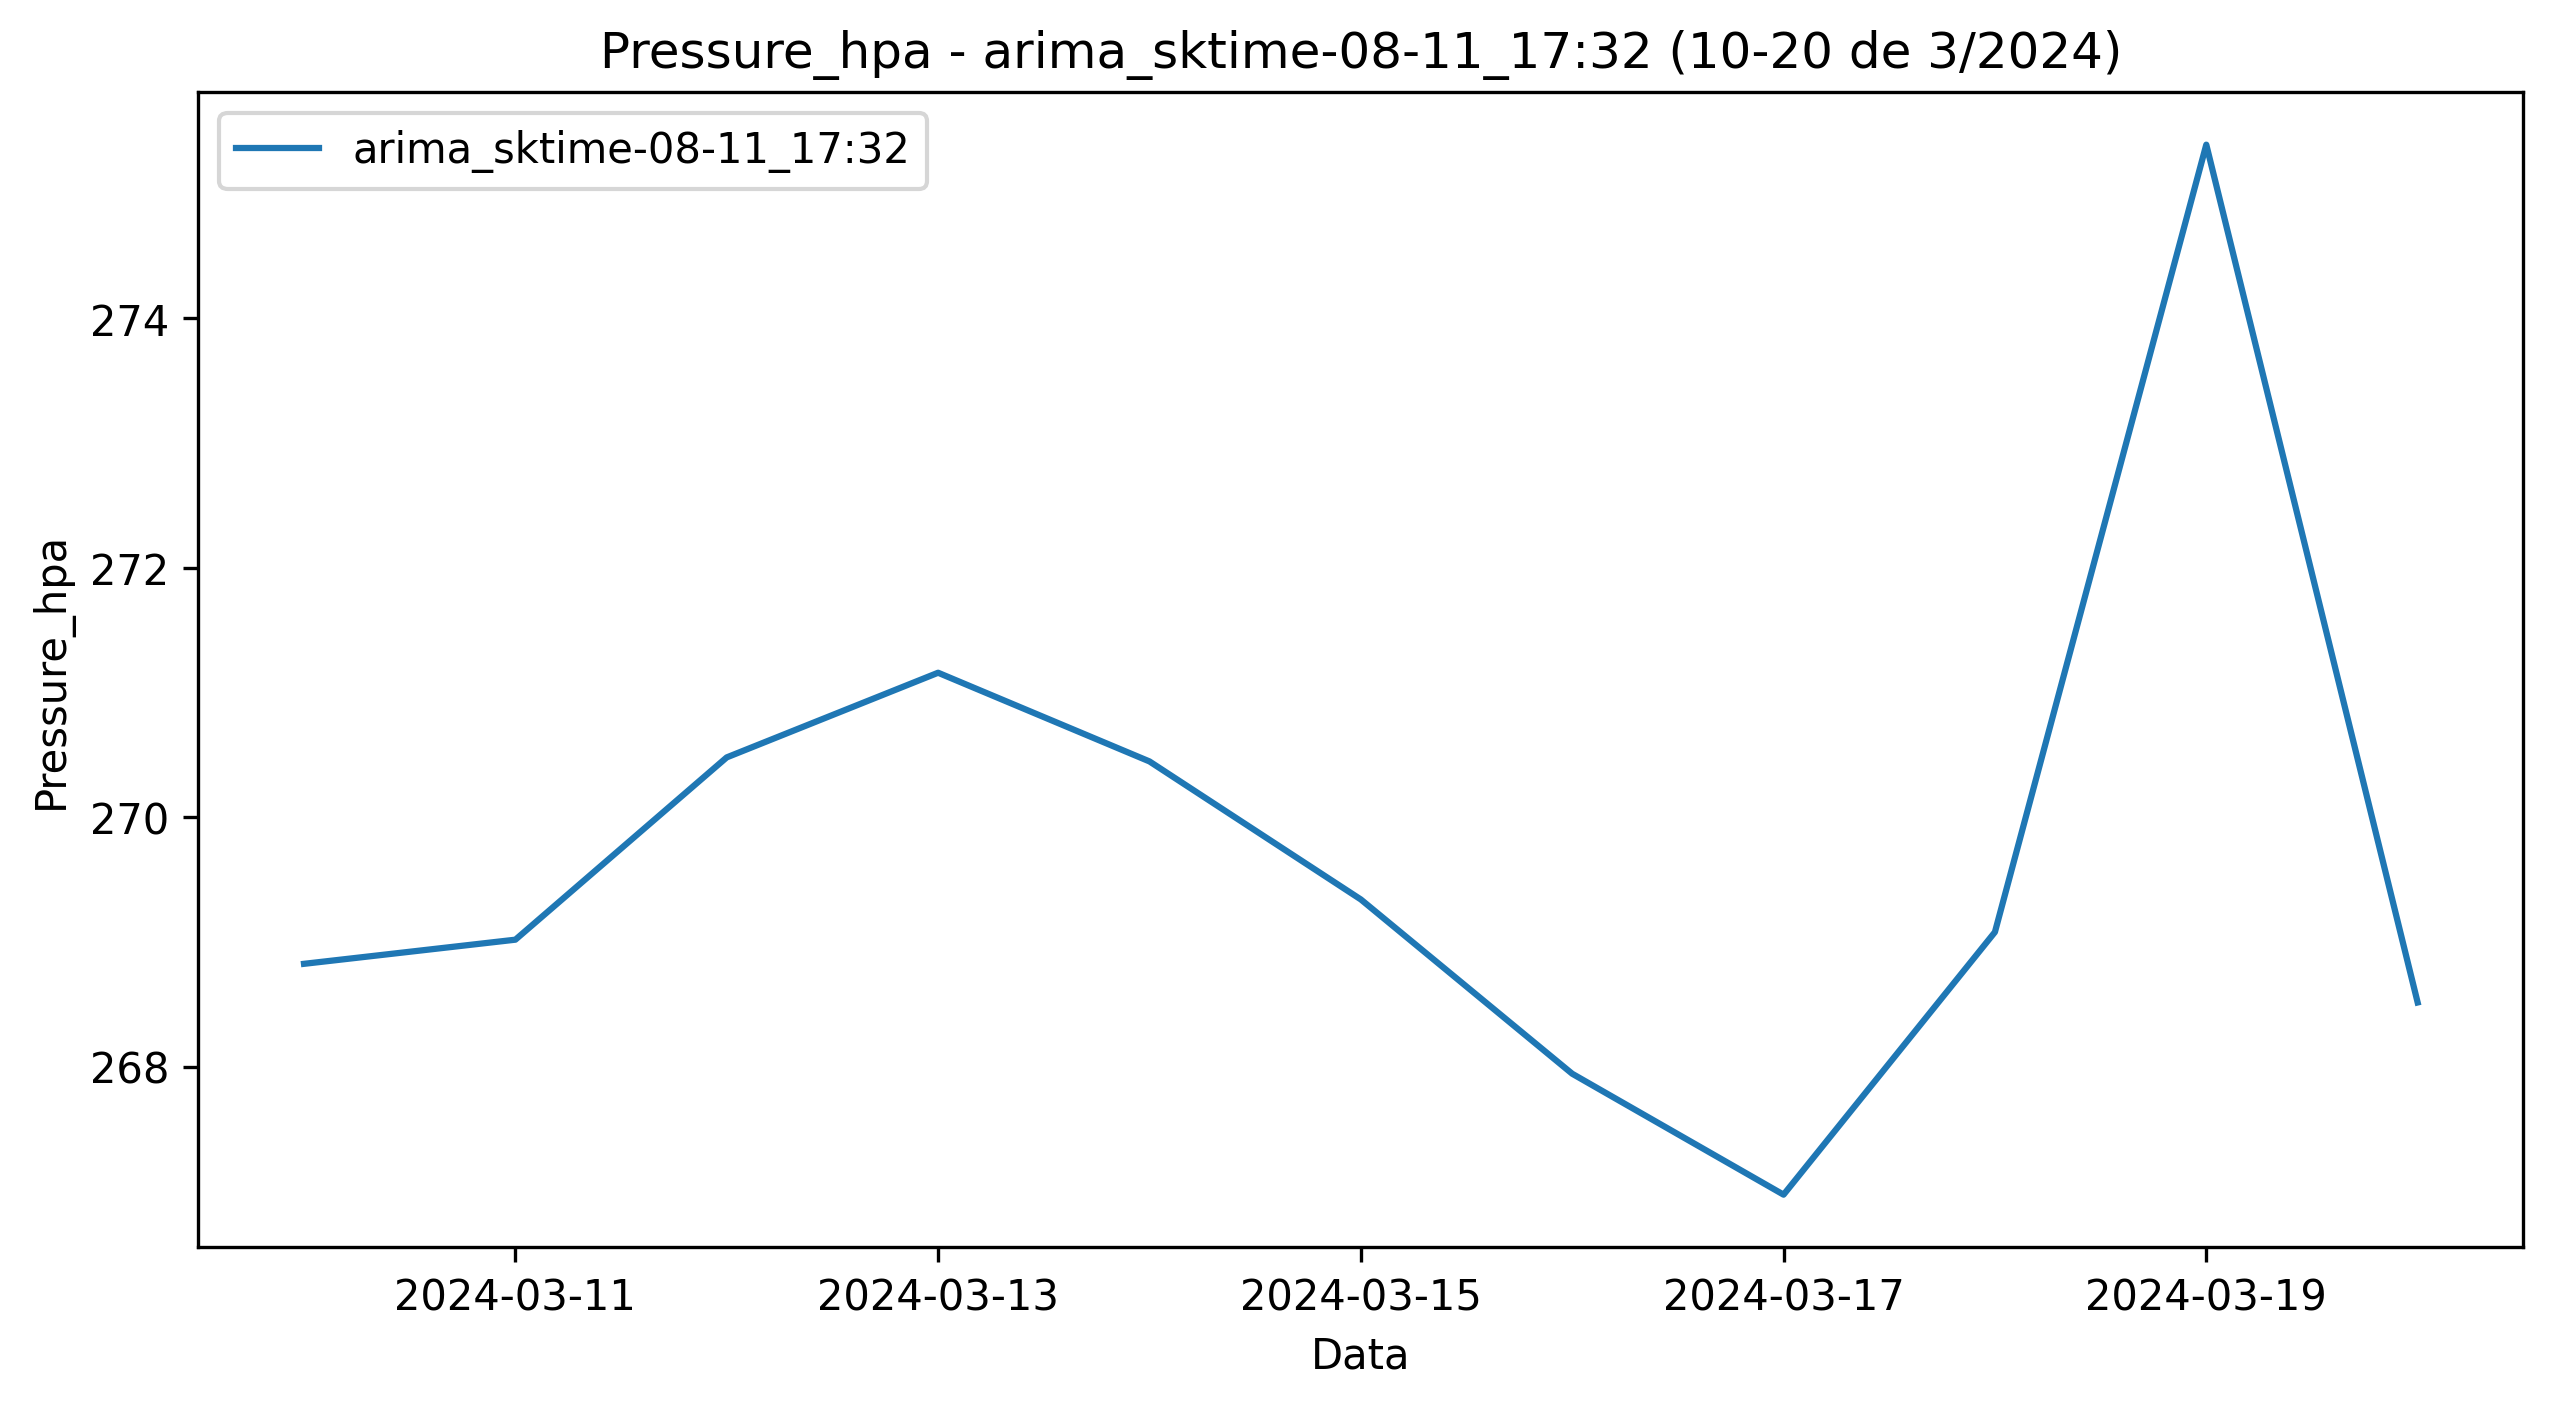 Pressure_hpa - arima_sktime-08-11_17:32 (10-20 de 3/2024)
arima_sktime-08-11_17:32
Pressure_hpa
274
272
270
268
2024-03-11
2024-03-13
2024-03-15
2024-03-17
2024-03-19
Data